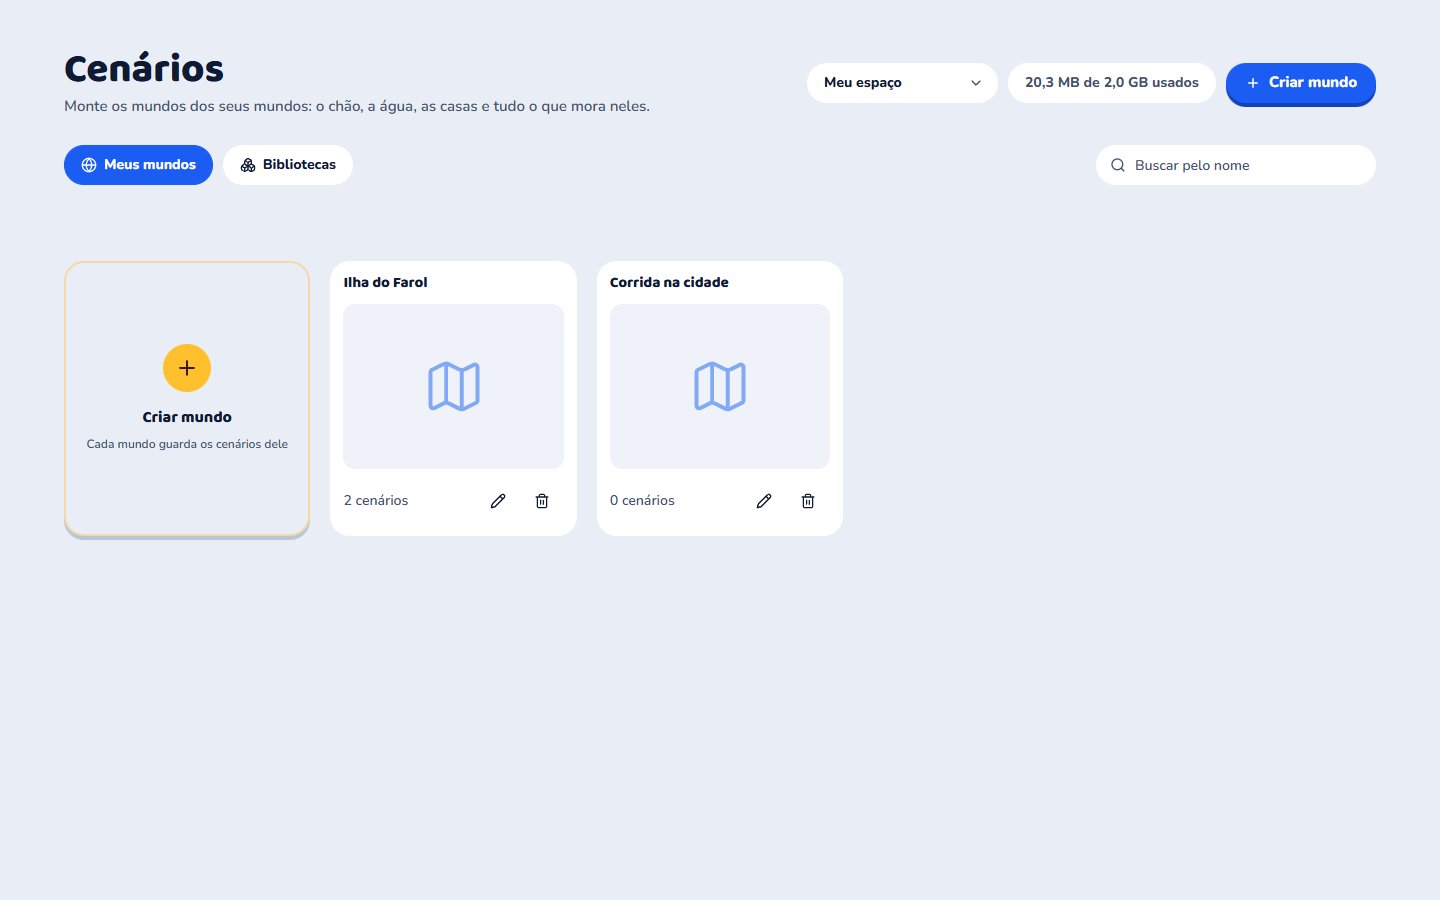 Cenários
Monte os mundos dos seus mundos: o chão, a água, as casas e tudo o que mora neles.
Meu espaço
20,3 MB de 2,0 GB usados
Criar mundo
Meus mundos
Bibliotecas
Buscar pelo nome
Criar mundo
Cada mundo guarda os cenários dele
Ilha do Farol
2 cenários
Corrida na cidade
0 cenários